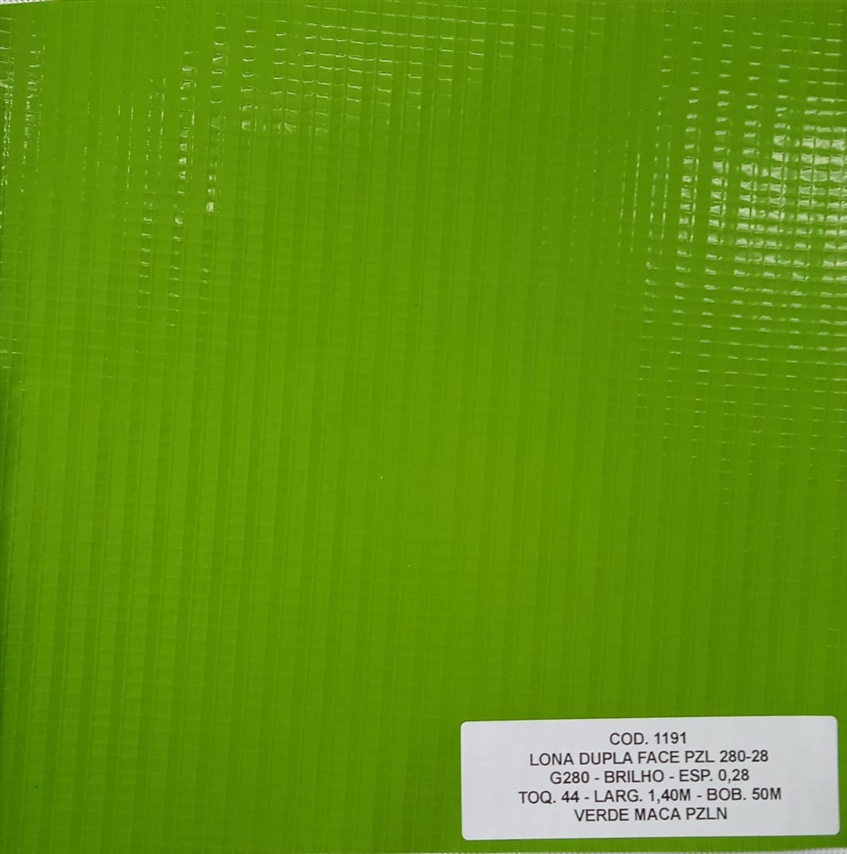 COD. 1191
LONA DUPLA FACE PZL 280-28
G280 - BRILHO - ESP. 0,28
TOQ. 44 - LARG. 1,40M - BOB. 50M
VERDE MACA PZLN